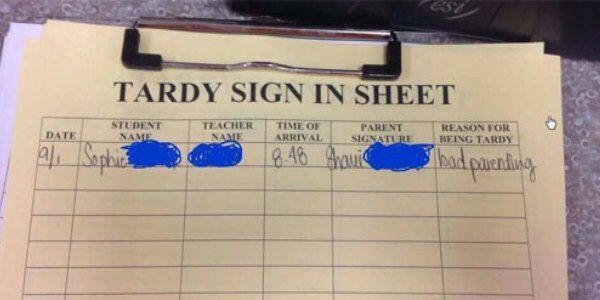 TARDY SIGN IN SHEET
DATE STUDENT NAME TEACHER NAME TIME OF ARRIVAL PARENT SIGNATURE REASON FOR BEING TARDY
9/1 Sophie 8:48 Shaui bad parenting